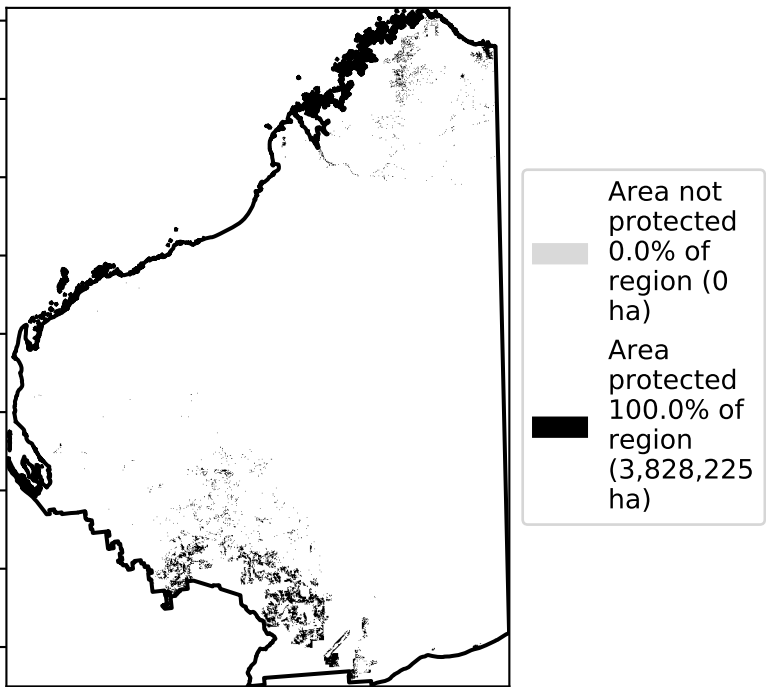 Area not
protected
0.0% of
region (0
ha)
Area
protected
100.0% of
region
(3,828,225
ha)